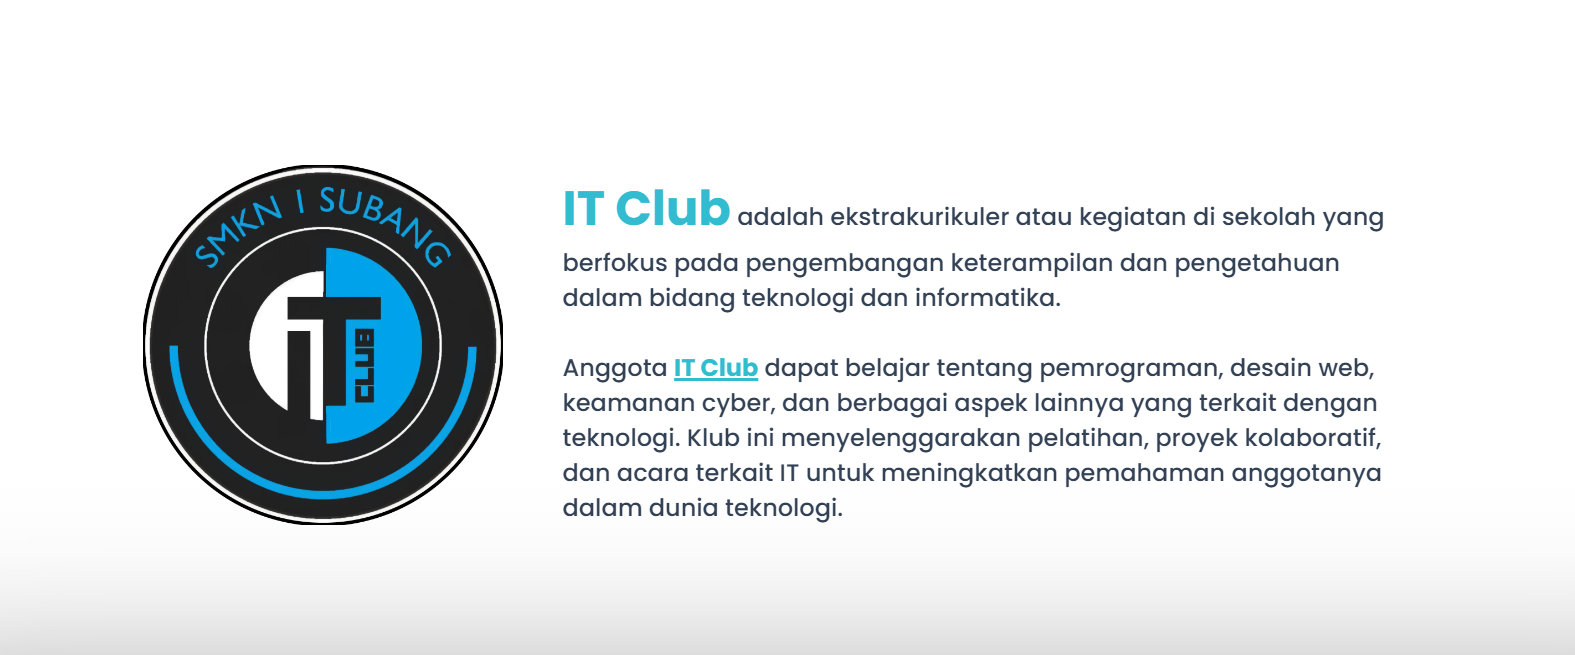 SMKN 1 SUBANG
iT
CLUB
IT Club adalah ekstrakurikuler atau kegiatan di sekolah yang
berfokus pada pengembangan keterampilan dan pengetahuan
dalam bidang teknologi dan informatika.
Anggota IT Club dapat belajar tentang pemrograman, desain web,
keamanan cyber, dan berbagai aspek lainnya yang terkait dengan
teknologi. Klub ini menyelenggarakan pelatihan, proyek kolaboratif,
dan acara terkait IT untuk meningkatkan pemahaman anggotanya
dalam dunia teknologi.